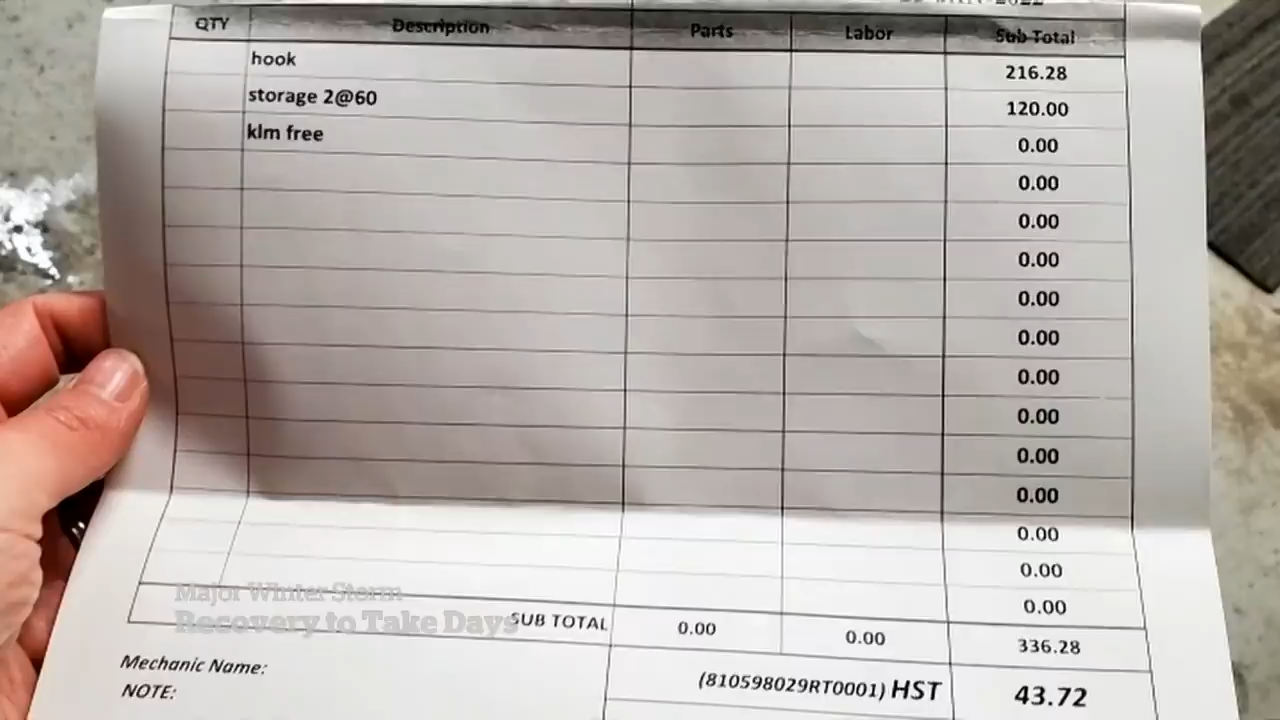 QTY Description Parts Labor Sub Total
hook 216.28
storage 2@60 120.00
klm free 0.00
0.00
0.00
0.00
0.00
0.00
0.00
0.00
0.00
0.00
0.00
0.00
0.00
SUB TOTAL 0.00 0.00 336.28
Major Winter Storm
Recovery to Take Days
(810598029RT0001) HST 43.72
Mechanic Name:
NOTE: